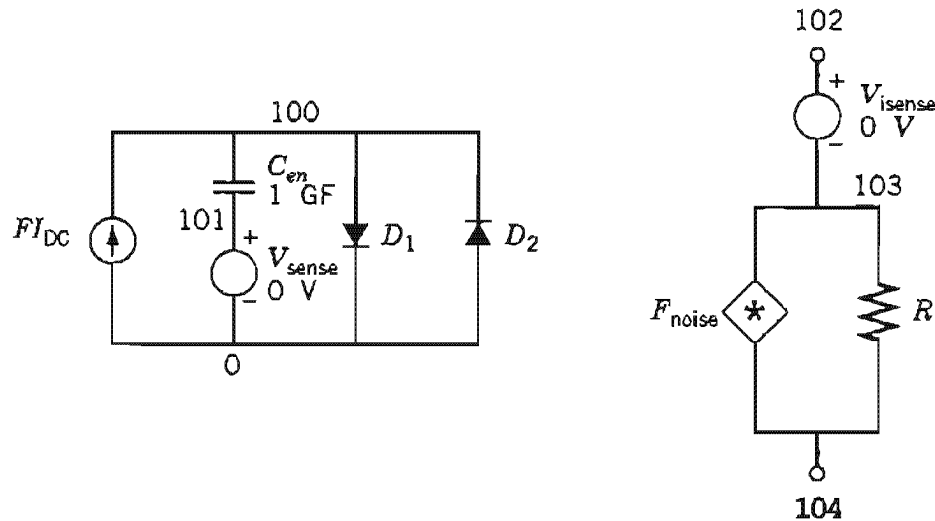 102
+
V_isense
0 V
−
100
C_en
1 GF
103
101
FI_DC
+
V_sense
0 V
−
D_1
D_2
F_noise
*
R
0
104